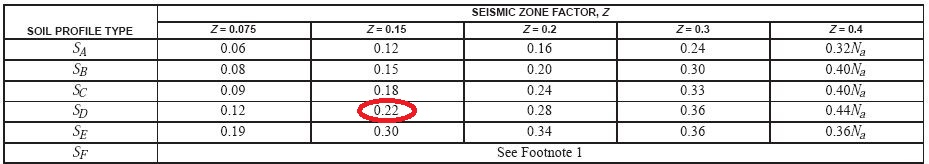 SEISMIC ZONE FACTOR, Z
SOIL PROFILE TYPE Z = 0.075 Z = 0.15 Z = 0.2 Z = 0.3 Z = 0.4
SA 0.06 0.12 0.16 0.24 0.32Na
SB 0.08 0.15 0.20 0.30 0.40Na
SC 0.09 0.18 0.24 0.33 0.40Na
SD 0.12 0.22 0.28 0.36 0.44Na
SE 0.19 0.30 0.34 0.36 0.36Na
SF See Footnote 1